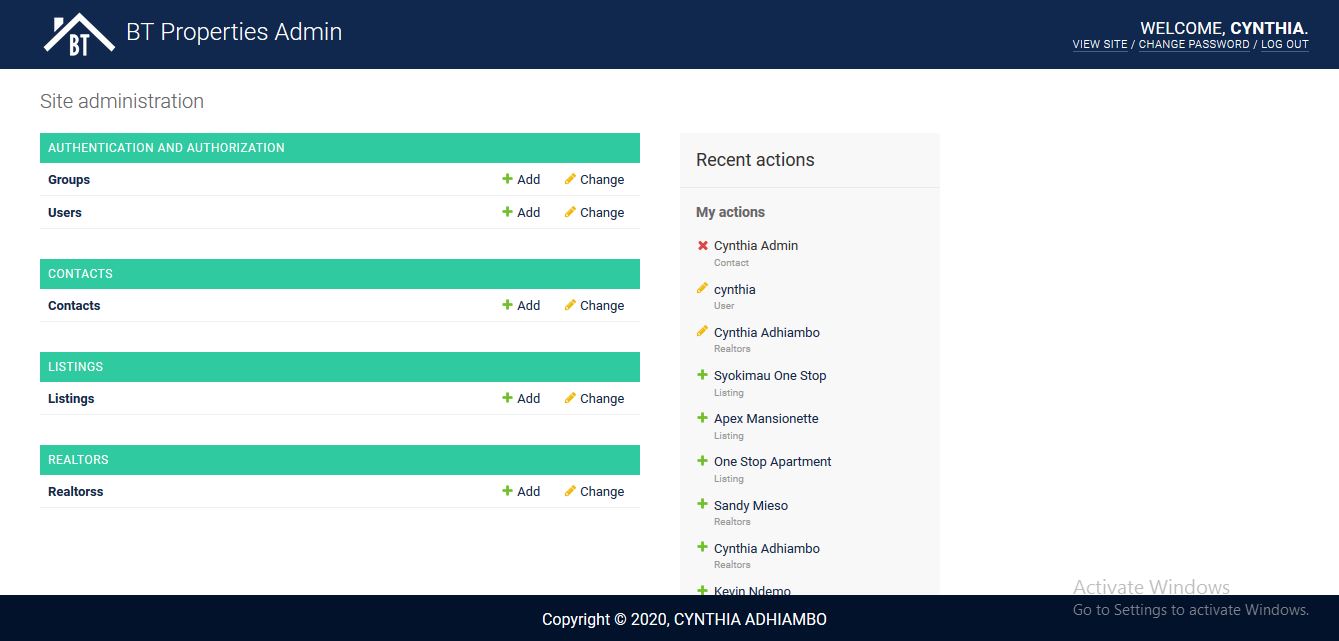 BT
BT Properties Admin
WELCOME, CYNTHIA.
VIEW SITE / CHANGE PASSWORD / LOG OUT
Site administration
AUTHENTICATION AND AUTHORIZATION
Groups Add Change
Users Add Change
CONTACTS
Contacts Add Change
LISTINGS
Listings Add Change
REALTORS
Realtorss Add Change
Recent actions
My actions
Cynthia Admin
Contact
cynthia
User
Cynthia Adhiambo
Realtors
Syokimau One Stop
Listing
Apex Mansionette
Listing
One Stop Apartment
Listing
Sandy Mieso
Realtors
Cynthia Adhiambo
Realtors
Kevin Ndemo
Activate Windows
Go to Settings to activate Windows.
Copyright © 2020, CYNTHIA ADHIAMBO